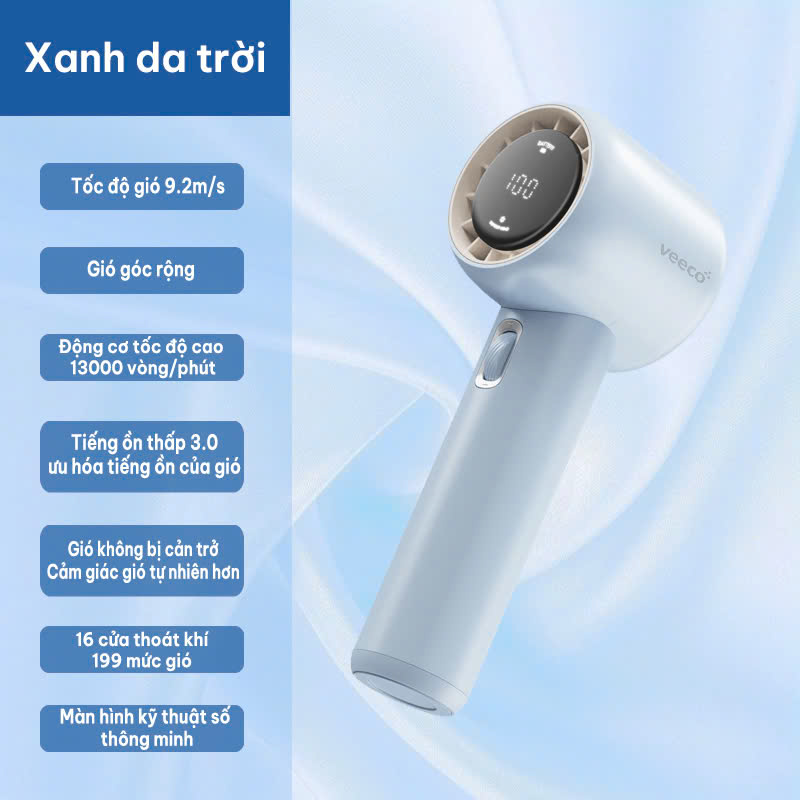 Xanh da trời
Tốc độ gió 9.2m/s
Gió góc rộng
Động cơ tốc độ cao
13000 vòng/phút
Tiếng ồn thấp 3.0
ưu hóa tiếng ồn của gió
Gió không bị cản trở
Cảm giác gió tự nhiên hơn
16 cửa thoát khí
199 mức gió
Màn hình kỹ thuật số
thông minh
BATTERY
100
veeco